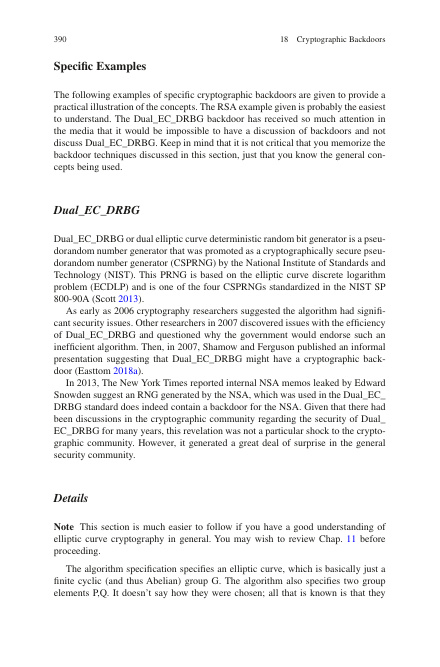 390
18 Cryptographic Backdoors
Specific Examples
The following examples of specific cryptographic backdoors are given to provide a
practical illustration of the concepts. The RSA example given is probably the easiest
to understand. The Dual_EC_DRBG backdoor has received so much attention in
the media that it would be impossible to have a discussion of backdoors and not
discuss Dual_EC_DRBG. Keep in mind that it is not critical that you memorize the
backdoor techniques discussed in this section, just that you know the general con-
cepts being used.
Dual_EC_DRBG
Dual_EC_DRBG or dual elliptic curve deterministic random bit generator is a pseu-
dorandom number generator that was promoted as a cryptographically secure pseu-
dorandom number generator (CSPRNG) by the National Institute of Standards and
Technology (NIST). This PRNG is based on the elliptic curve discrete logarithm
problem (ECDLP) and is one of the four CSPRNGs standardized in the NIST SP
800-90A (Scott 2013).
As early as 2006 cryptography researchers suggested the algorithm had signifi-
cant security issues. Other researchers in 2007 discovered issues with the efficiency
of Dual_EC_DRBG and questioned why the government would endorse such an
inefficient algorithm. Then, in 2007, Shamow and Ferguson published an informal
presentation suggesting that Dual_EC_DRBG might have a cryptographic back-
door (Easttom 2018a).
In 2013, The New York Times reported internal NSA memos leaked by Edward
Snowden suggest an RNG generated by the NSA, which was used in the Dual_EC_
DRBG standard does indeed contain a backdoor for the NSA. Given that there had
been discussions in the cryptographic community regarding the security of Dual_
EC_DRBG for many years, this revelation was not a particular shock to the crypto-
graphic community. However, it generated a great deal of surprise in the general
security community.
Details
Note This section is much easier to follow if you have a good understanding of
elliptic curve cryptography in general. You may wish to review Chap. 11 before
proceeding.
The algorithm specification specifies an elliptic curve, which is basically just a
finite cyclic (and thus Abelian) group G. The algorithm also specifies two group
elements P,Q. It doesn't say how they were chosen; all that is known is that they